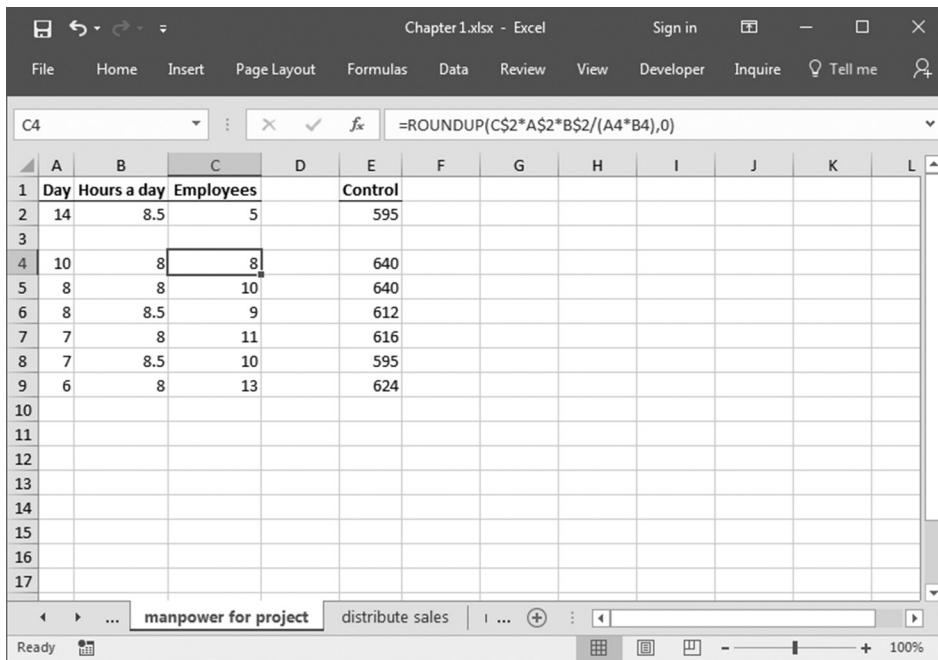 Chapter 1.xlsx - Excel Sign in
File Home Insert Page Layout Formulas Data Review View Developer Inquire Tell me
C4 fx =ROUNDUP(C$2*A$2*B$2/(A4*B4),0)
A B C D E F G H I J K L
1 Day Hours a day Employees Control
2 14 8.5 5 595
3
4 10 8 8 640
5 8 8 10 640
6 8 8.5 9 612
7 7 8 11 616
8 7 8.5 10 595
9 6 8 13 624
10
11
12
13
14
15
16
17
... manpower for project distribute sales ...
Ready 100%